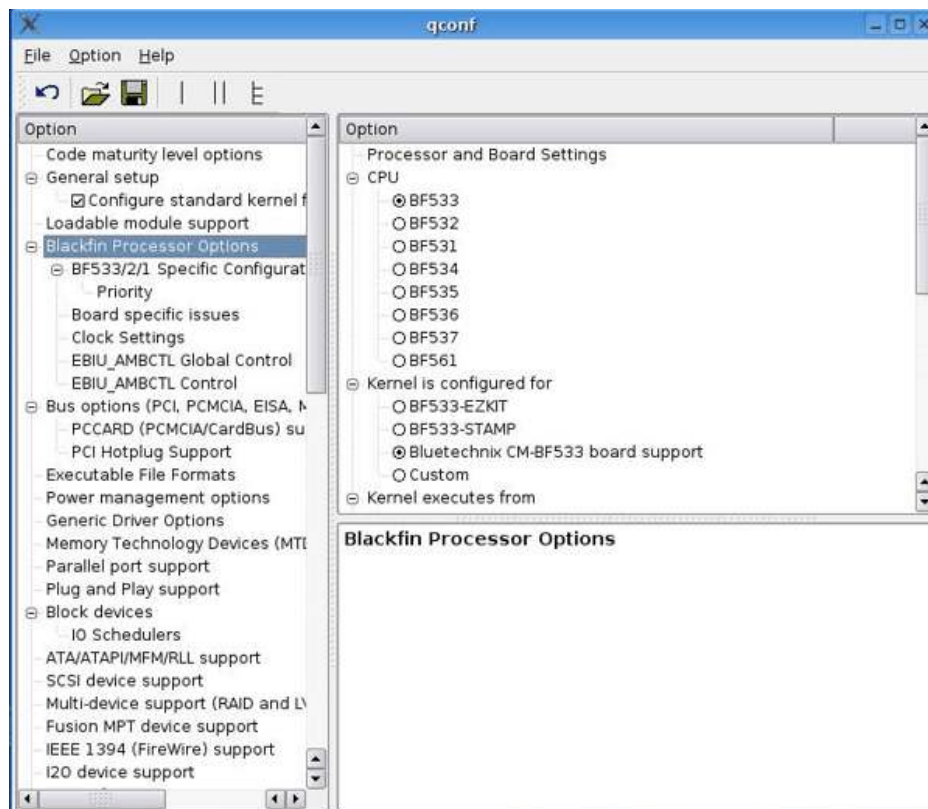 qconf
File Option Help
Option
Code maturity level options
General setup
Configure standard kernel f
Loadable module support
Blackfin Processor Options
BF533/2/1 Specific Configurat
Priority
Board specific issues
Clock Settings
EBIU_AMBCTL Global Control
EBIU_AMBCTL Control
Bus options (PCI, PCMCIA, EISA, M
PCCARD (PCMCIA/CardBus) su
PCI Hotplug Support
Executable File Formats
Power management options
Generic Driver Options
Memory Technology Devices (MTD
Parallel port support
Plug and Play support
Block devices
IO Schedulers
ATA/ATAPI/MFM/RLL support
SCSI device support
Multi-device support (RAID and LV
Fusion MPT device support
IEEE 1394 (FireWire) support
I2O device support
Option
Processor and Board Settings
CPU
BF533
BF532
BF531
BF534
BF535
BF536
BF537
BF561
Kernel is configured for
BF533-EZKIT
BF533-STAMP
Bluetechnix CM-BF533 board support
Custom
Kernel executes from
Blackfin Processor Options